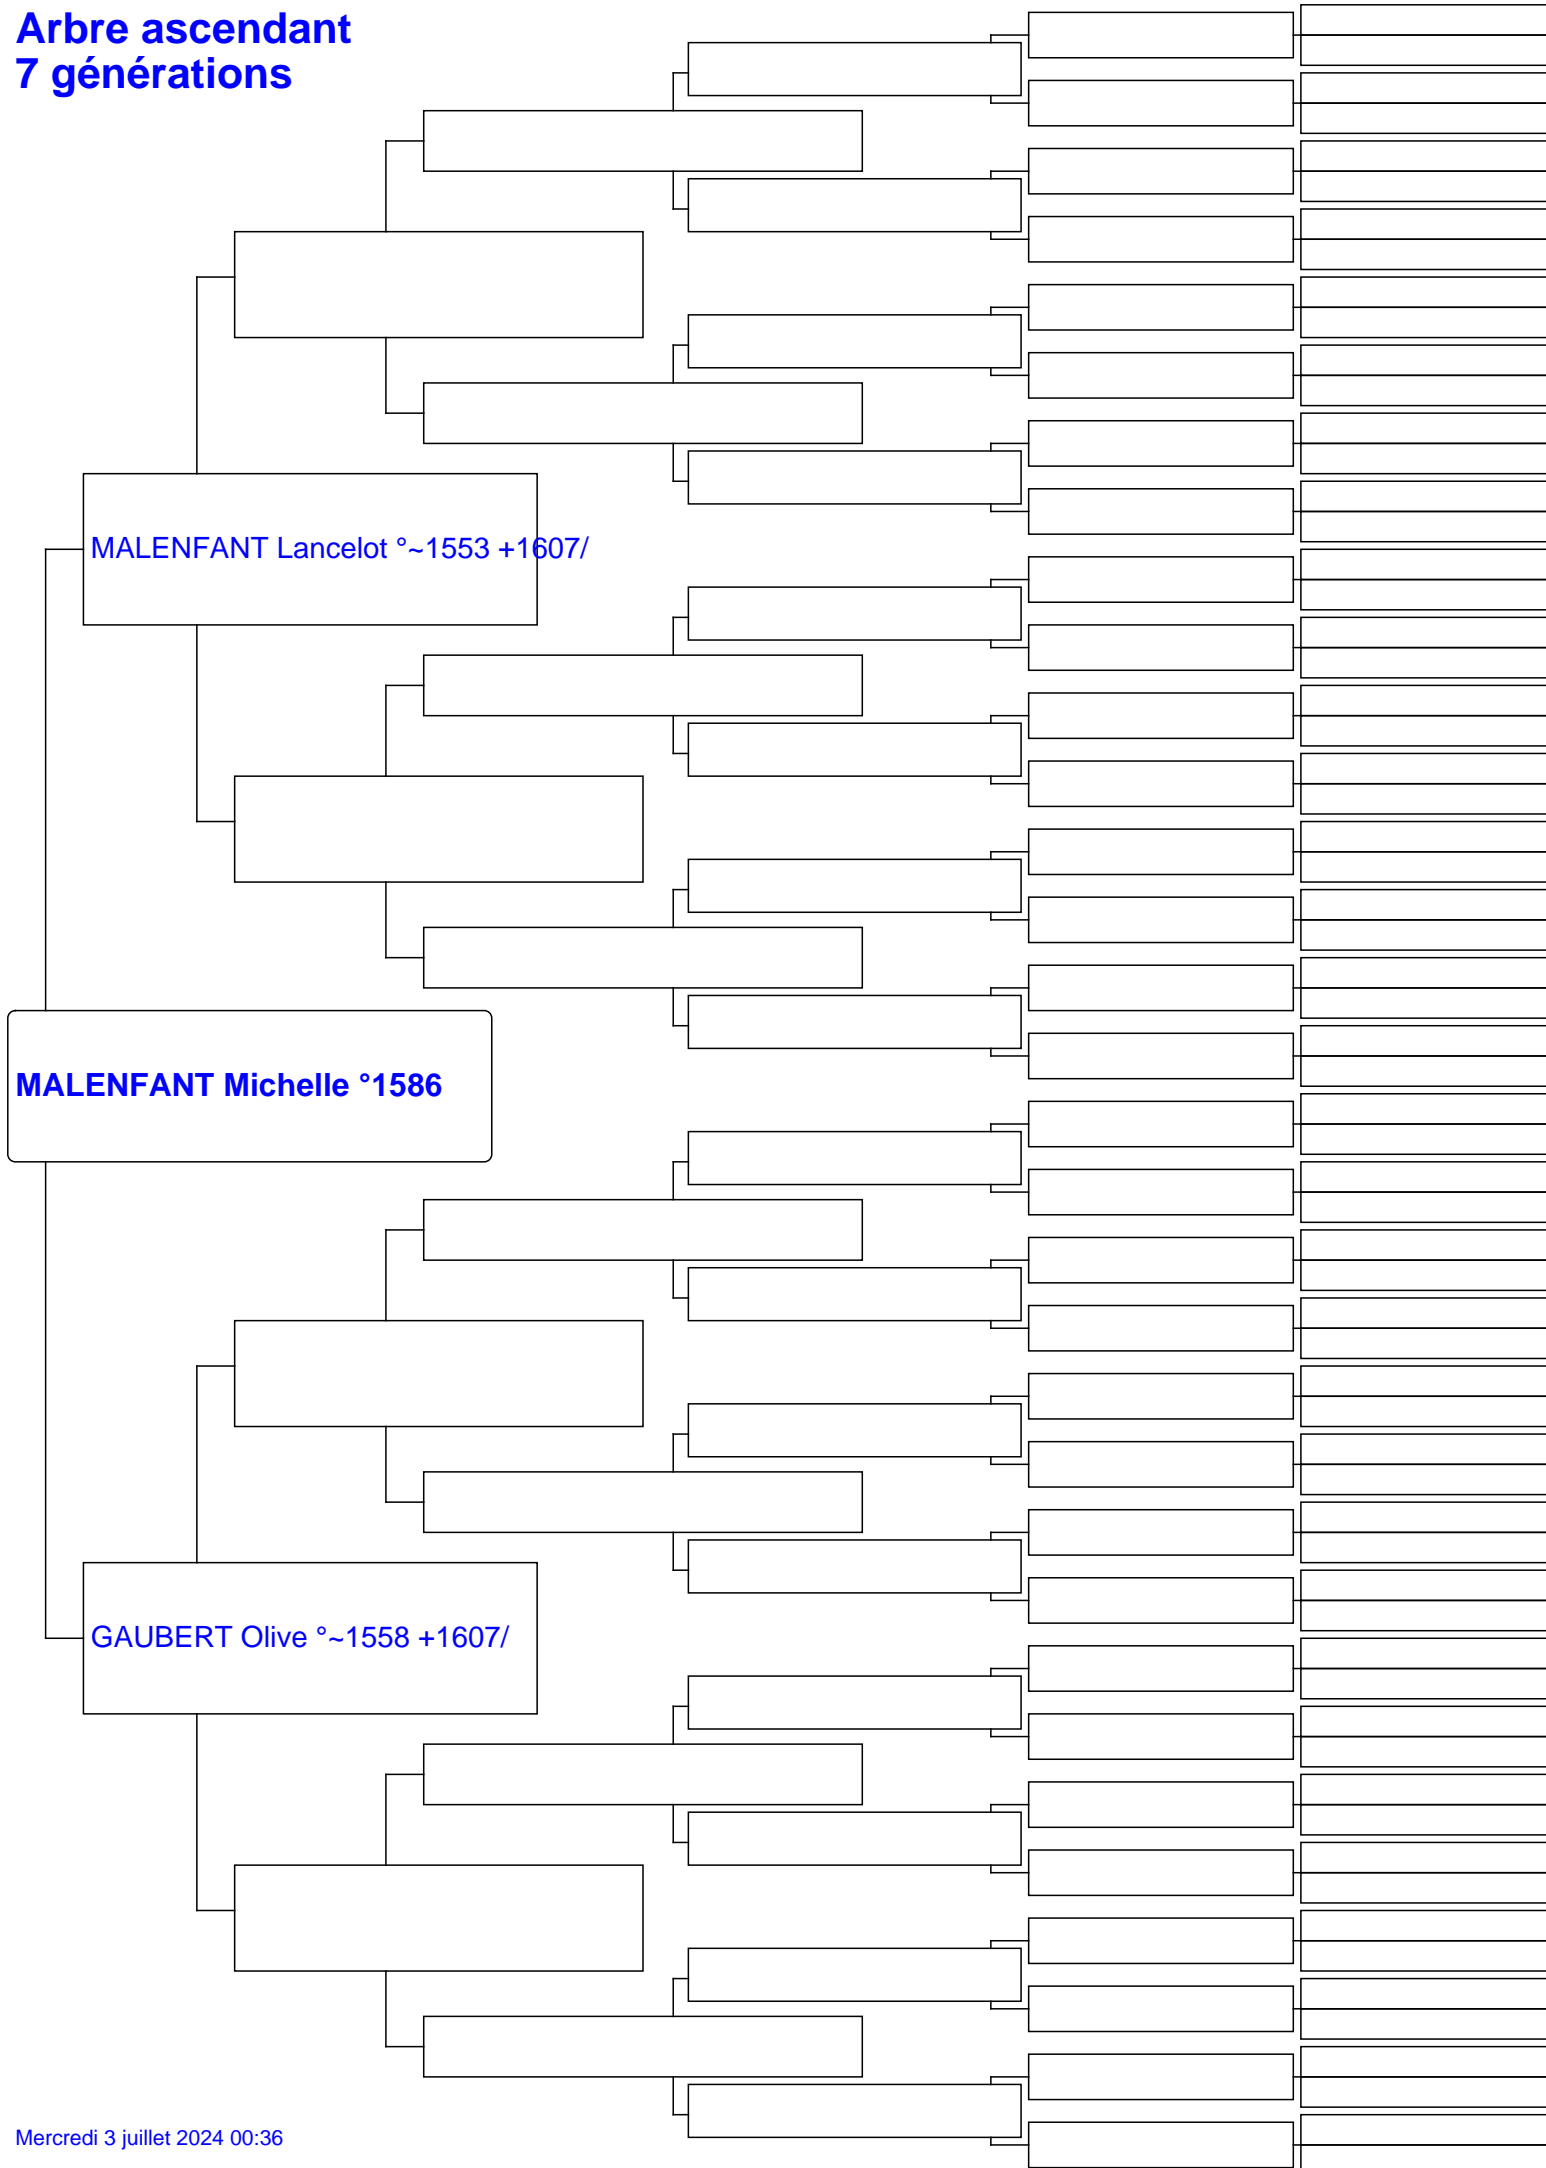 Arbre ascendant
7 générations
MALENFANT Lancelot °~1553 +1607/
MALENFANT Michelle °1586
GAUBERT Olive °~1558 +1607/
Mercredi 3 juillet 2024 00:36